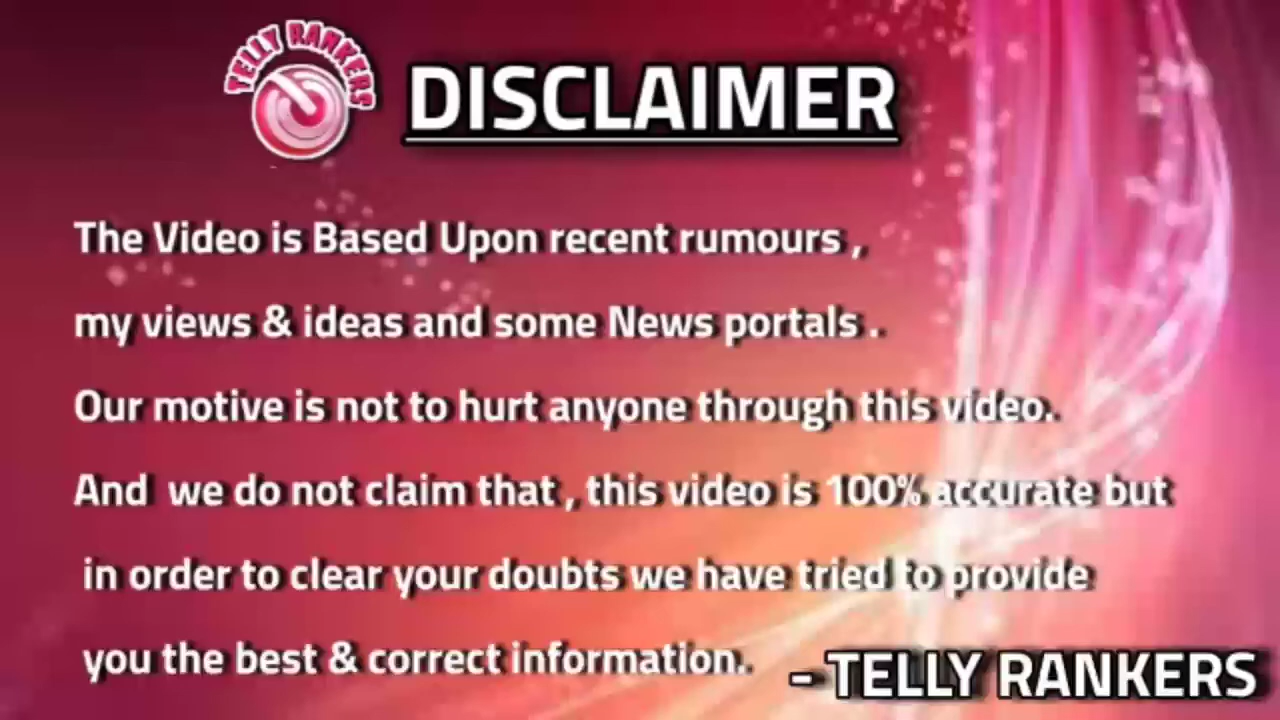 TELLY RANKERS
DISCLAIMER
The Video is Based Upon recent rumours ,
my views & ideas and some News portals .
Our motive is not to hurt anyone through this video.
And  we do not claim that , this video is 100% accurate but
in order to clear your doubts we have tried to provide
you the best & correct information.
- TELLY RANKERS